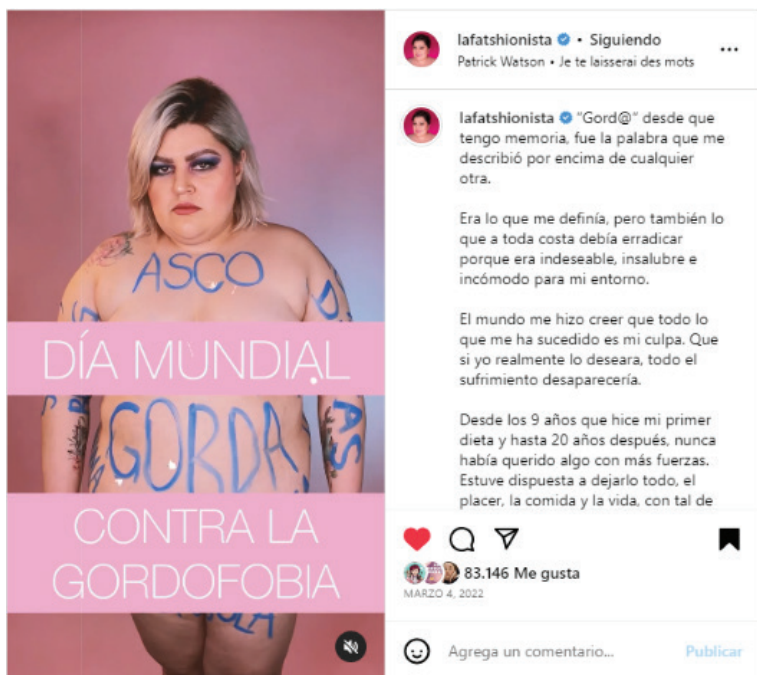 ASCO
DÍA MUNDIAL
GORDA
AS
CONTRA LA
GORDOFOBIA
lafatshionista • Siguiendo
Patrick Watson • Je te laisserai des mots
lafatshionista "Gord@" desde que
tengo memoria, fue la palabra que me
describió por encima de cualquier
otra.
Era lo que me definía, pero también lo
que a toda costa debía erradicar
porque era indeseable, insalubre e
incómodo para mi entorno.
El mundo me hizo creer que todo lo
que me ha sucedido es mi culpa. Que
si yo realmente lo deseara, todo el
sufrimiento desaparecería.
Desde los 9 años que hice mi primer
dieta y hasta 20 años después, nunca
había querido algo con más fuerzas.
Estuve dispuesta a dejarlo todo, el
placer, la comida y la vida, con tal de
83.146 Me gusta
MARZO 4, 2022
Agrega un comentario... Publicar